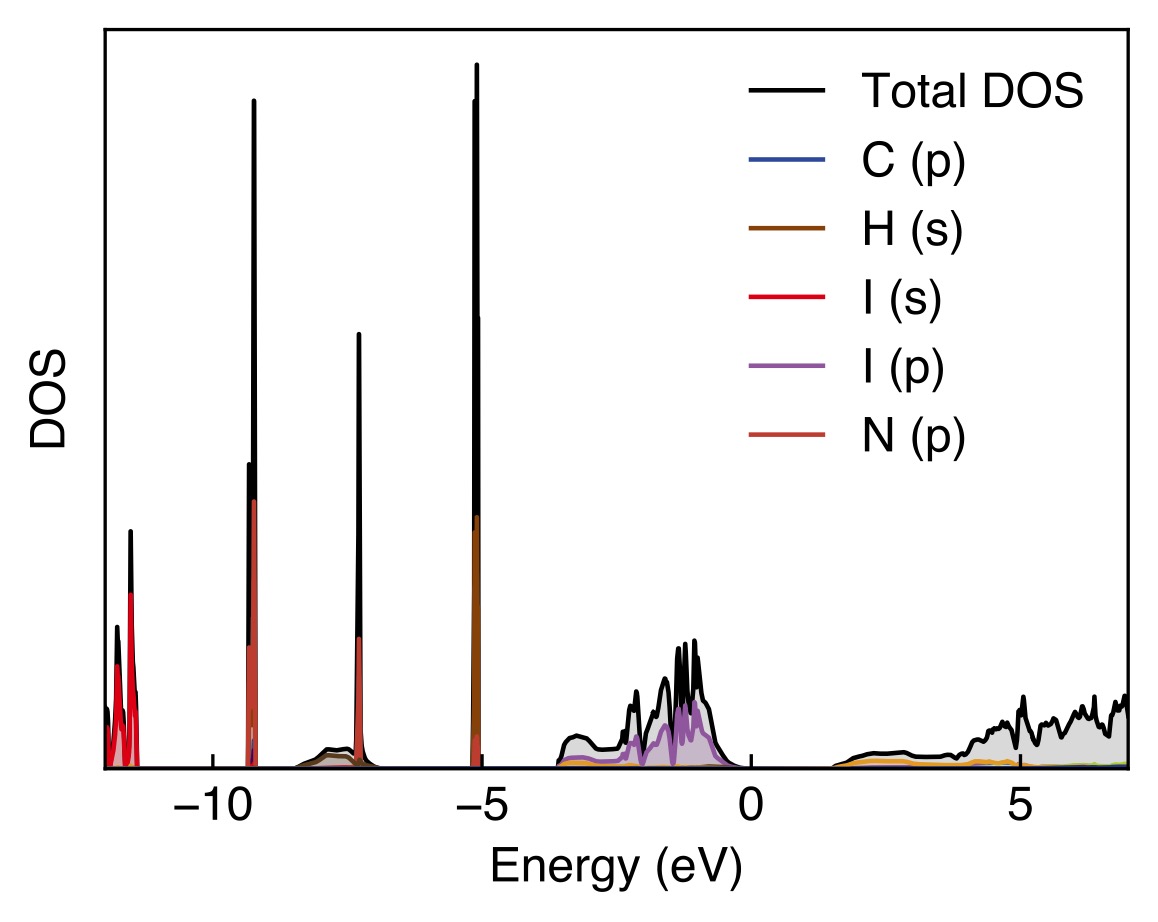 Total DOS
C (p)
H (s)
I (s)
I (p)
N (p)
DOS
−10
−5
0
5
Energy (eV)